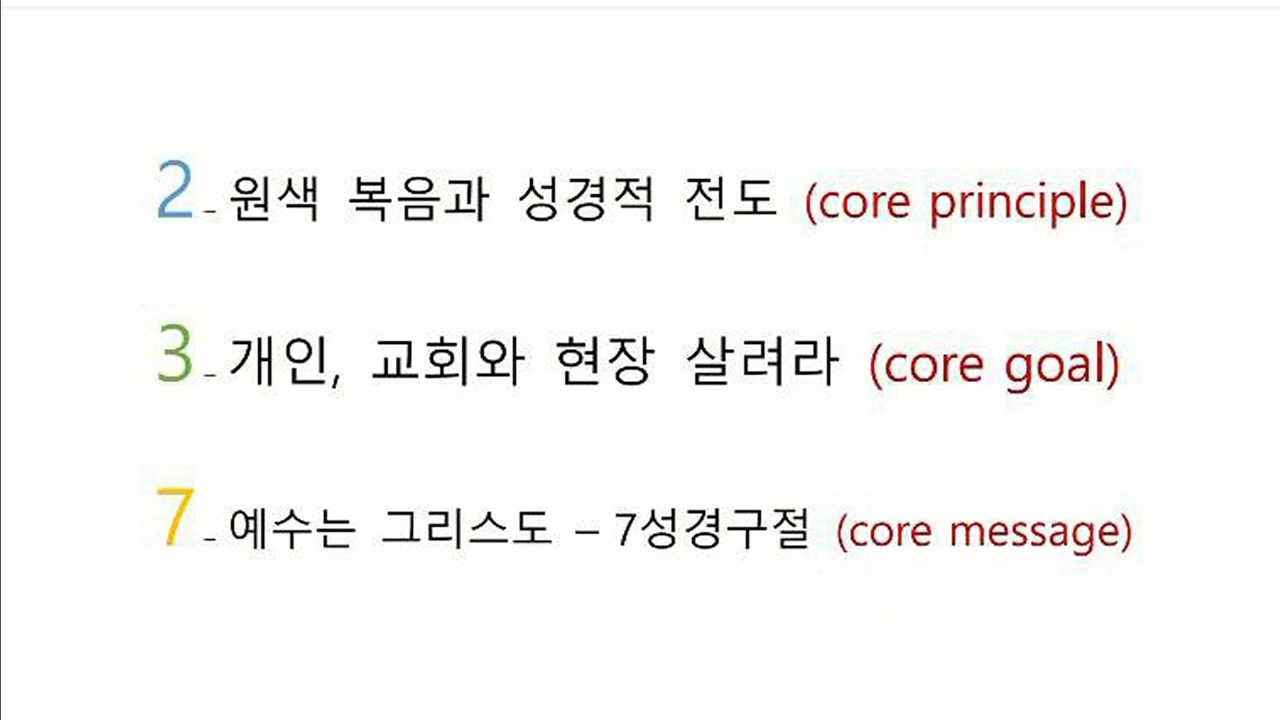 2 - 원색 복음과 성경적 전도 (core principle)
3 - 개인, 교회와 현장 살려라 (core goal)
7 - 예수는 그리스도 – 7성경구절 (core message)